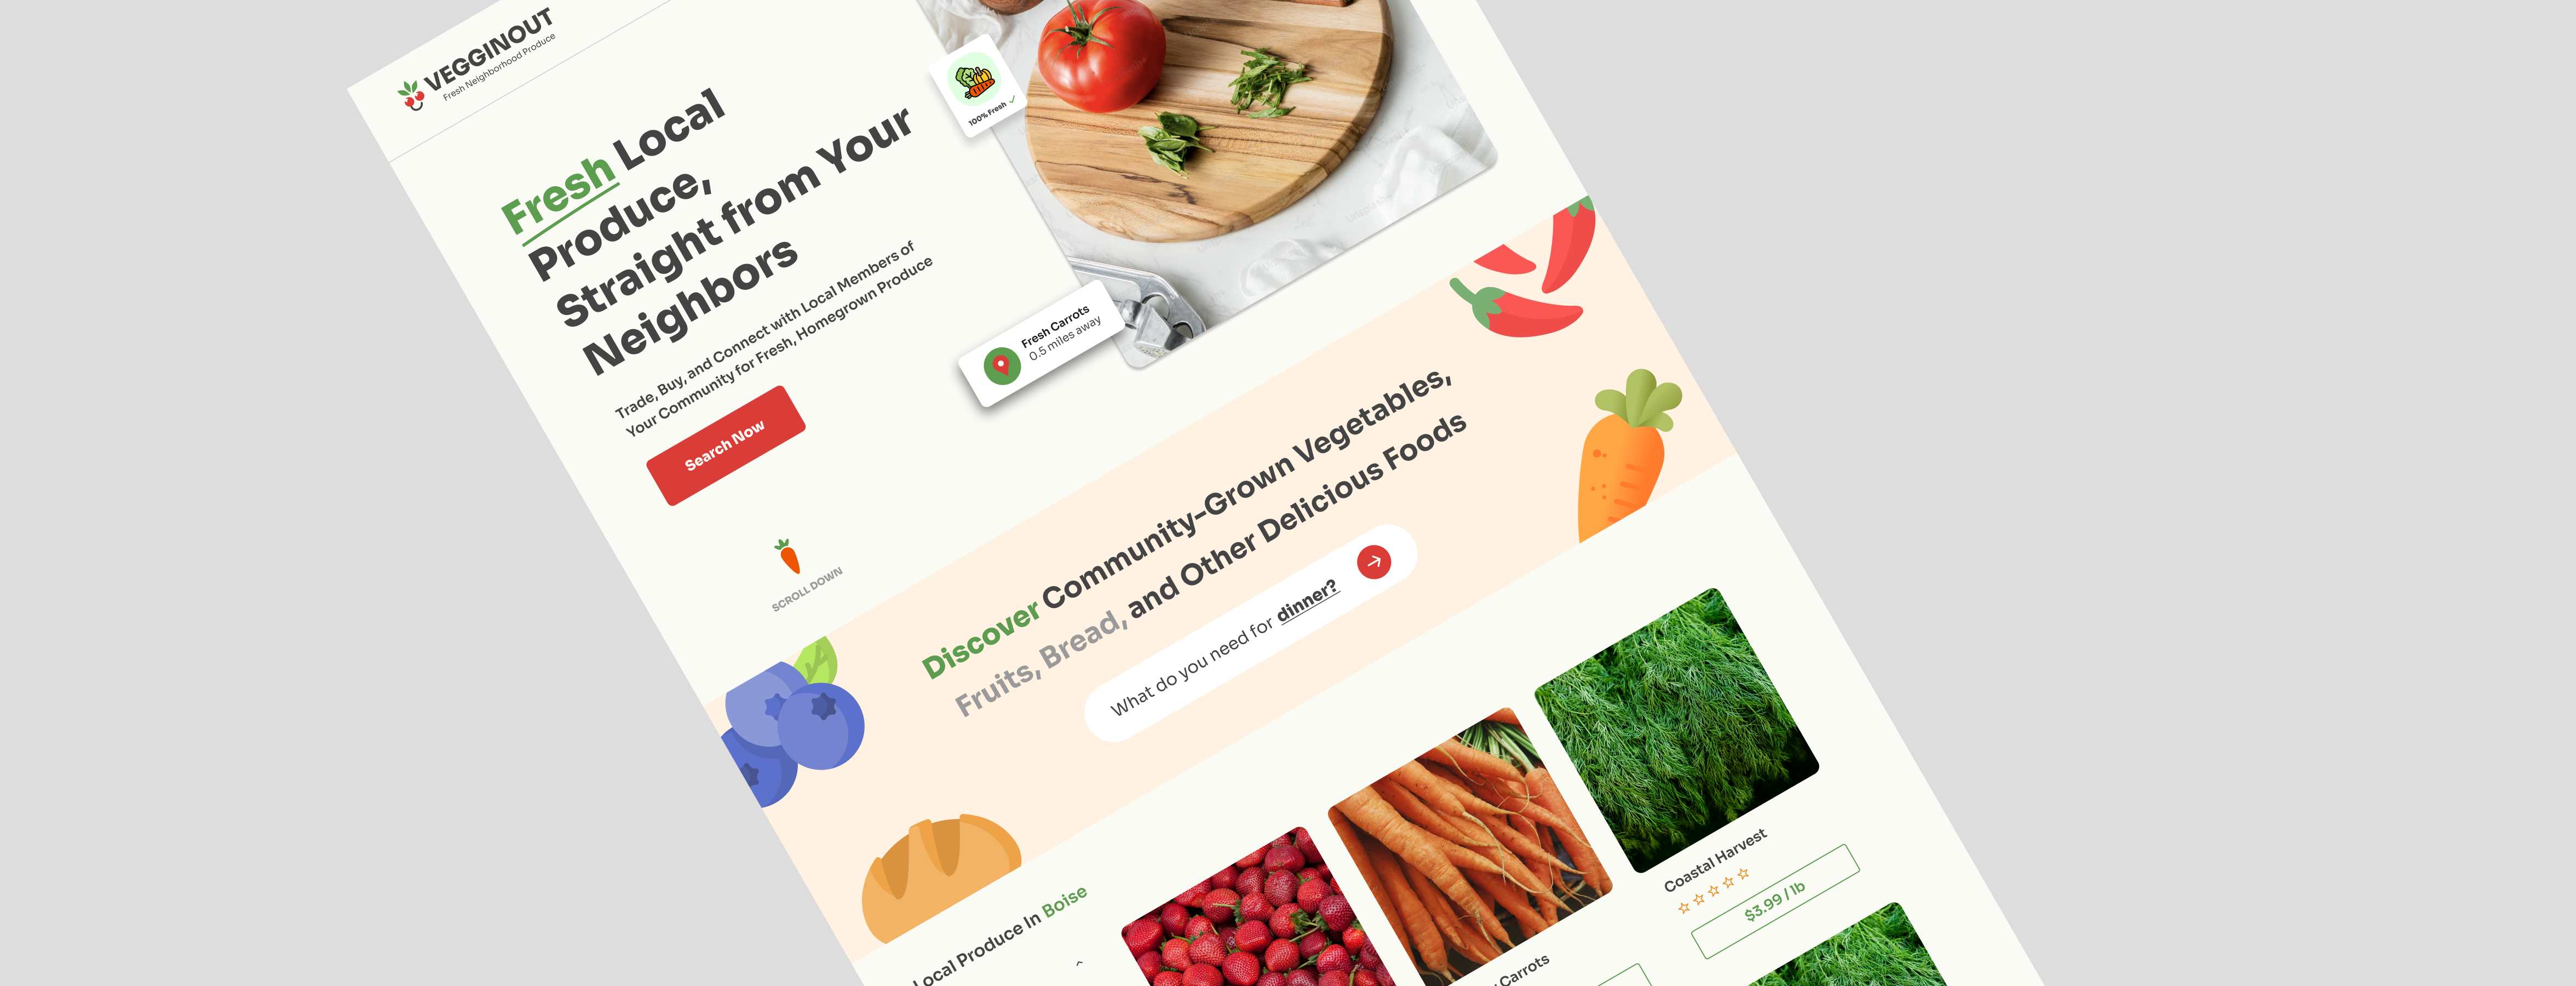 VEGGINOUT
Fresh Neighborhood Produce
Fresh Local
Produce,
Straight from Your
Neighbors
Trade, Buy, and Connect with Local Members of
Your Community for Fresh, Homegrown Produce
Search Now
100% Fresh
Fresh Carrots
0.5 miles away
SCROLL DOWN
Discover Community-Grown Vegetables,
Fruits, Bread, and Other Delicious Foods
What do you need for dinner?
Local Produce In Boise
Carrots
Coastal Harvest
$3.99 / lb